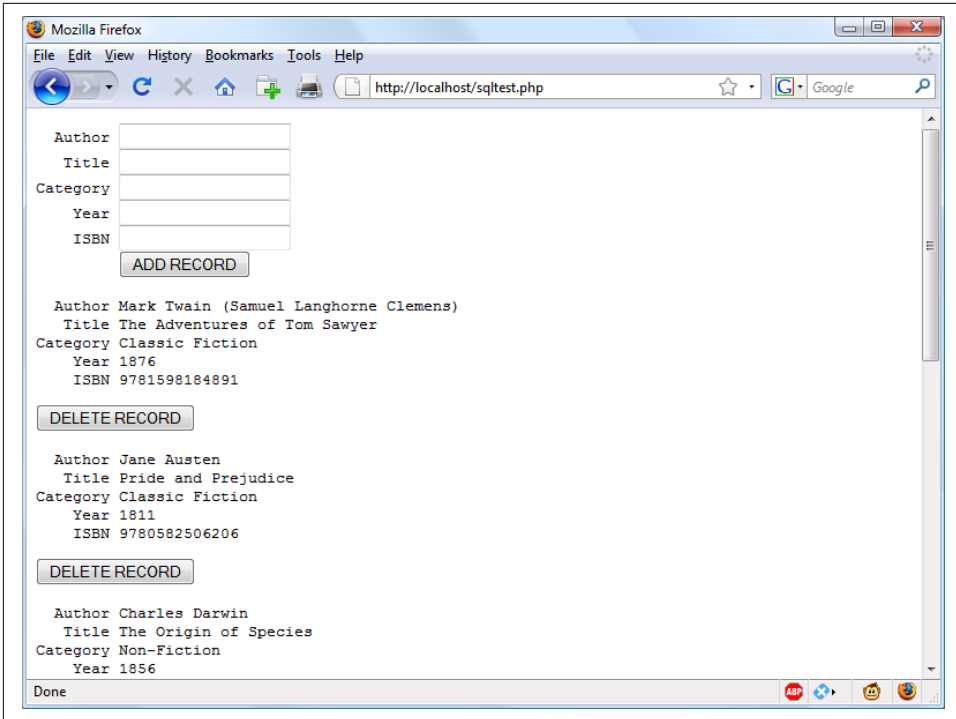 Mozilla Firefox
File Edit View History Bookmarks Tools Help
http://localhost/sqltest.php
G Google
Author
Title
Category
Year
ISBN
ADD RECORD
Author Mark Twain (Samuel Langhorne Clemens)
Title The Adventures of Tom Sawyer
Category Classic Fiction
Year 1876
ISBN 9781598184891
DELETE RECORD
Author Jane Austen
Title Pride and Prejudice
Category Classic Fiction
Year 1811
ISBN 9780582506206
DELETE RECORD
Author Charles Darwin
Title The Origin of Species
Category Non-Fiction
Year 1856
Done
ABP